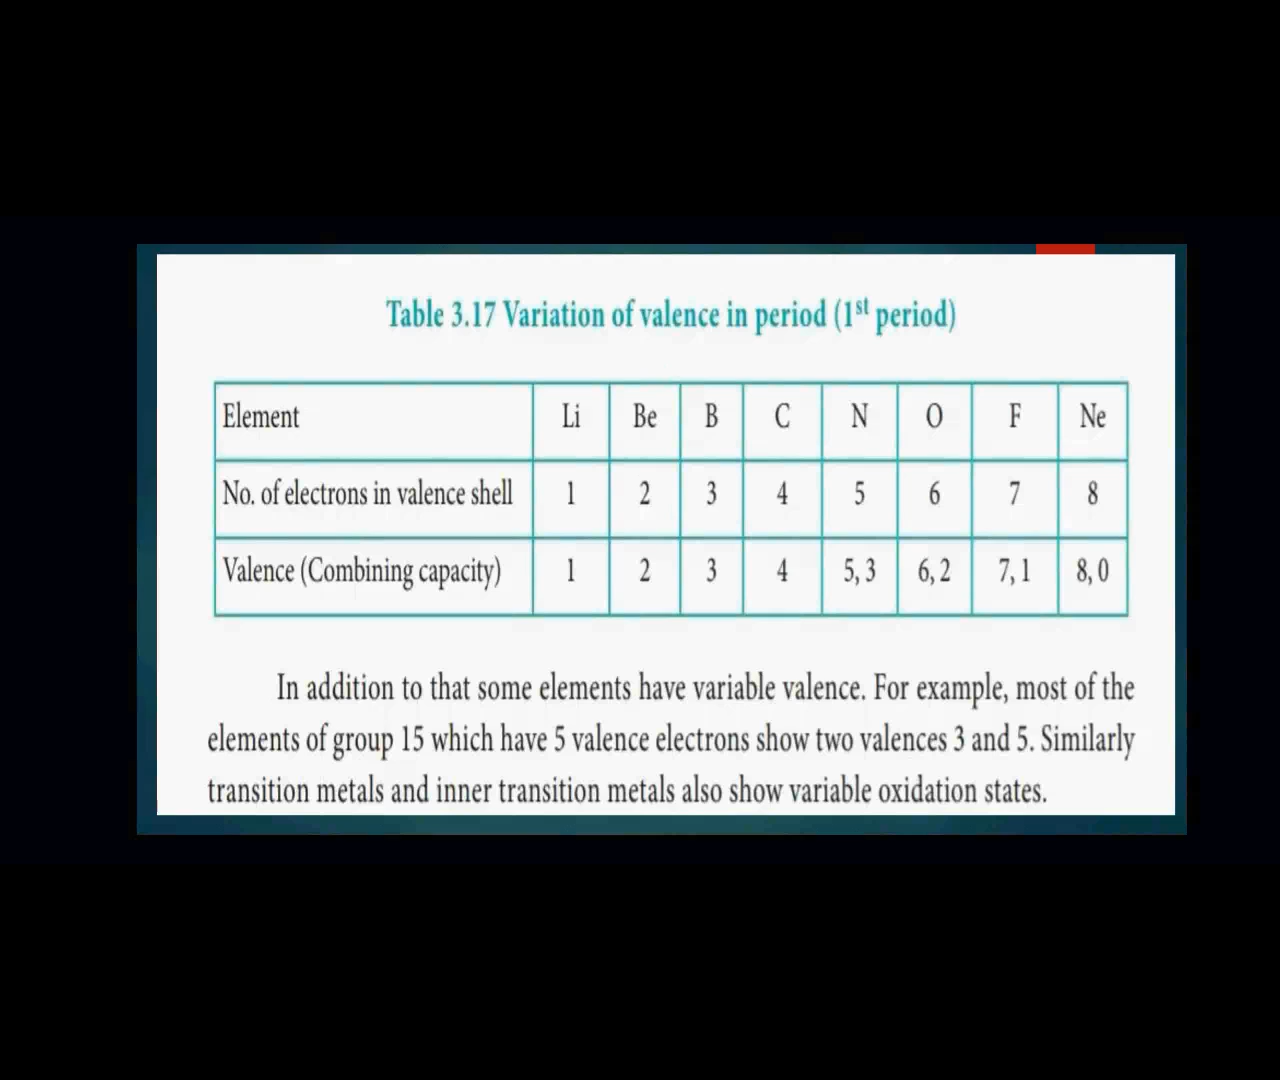 Table 3.17 Variation of valence in period (1st period)
Element Li Be B C N O F Ne
No. of electrons in valence shell 1 2 3 4 5 6 7 8
Valence (Combining capacity) 1 2 3 4 5, 3 6, 2 7, 1 8, 0
In addition to that some elements have variable valence. For example, most of the
elements of group 15 which have 5 valence electrons show two valences 3 and 5. Similarly
transition metals and inner transition metals also show variable oxidation states.